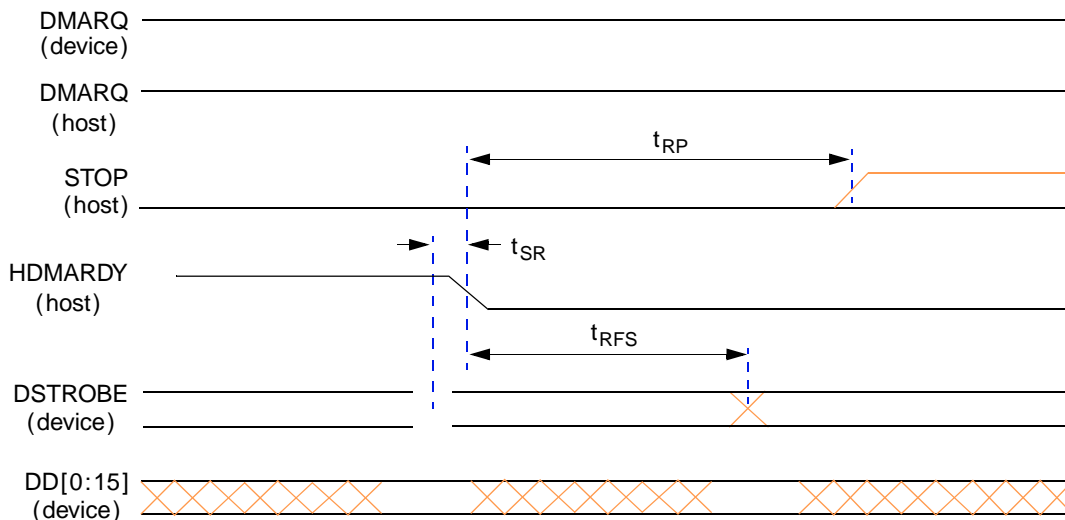 DMARQ
(device)
DMARQ
(host)
tRP
STOP
(host)
tSR
HDMARDY
(host)
tRFS
DSTROBE
(device)
DD[0:15]
(device)